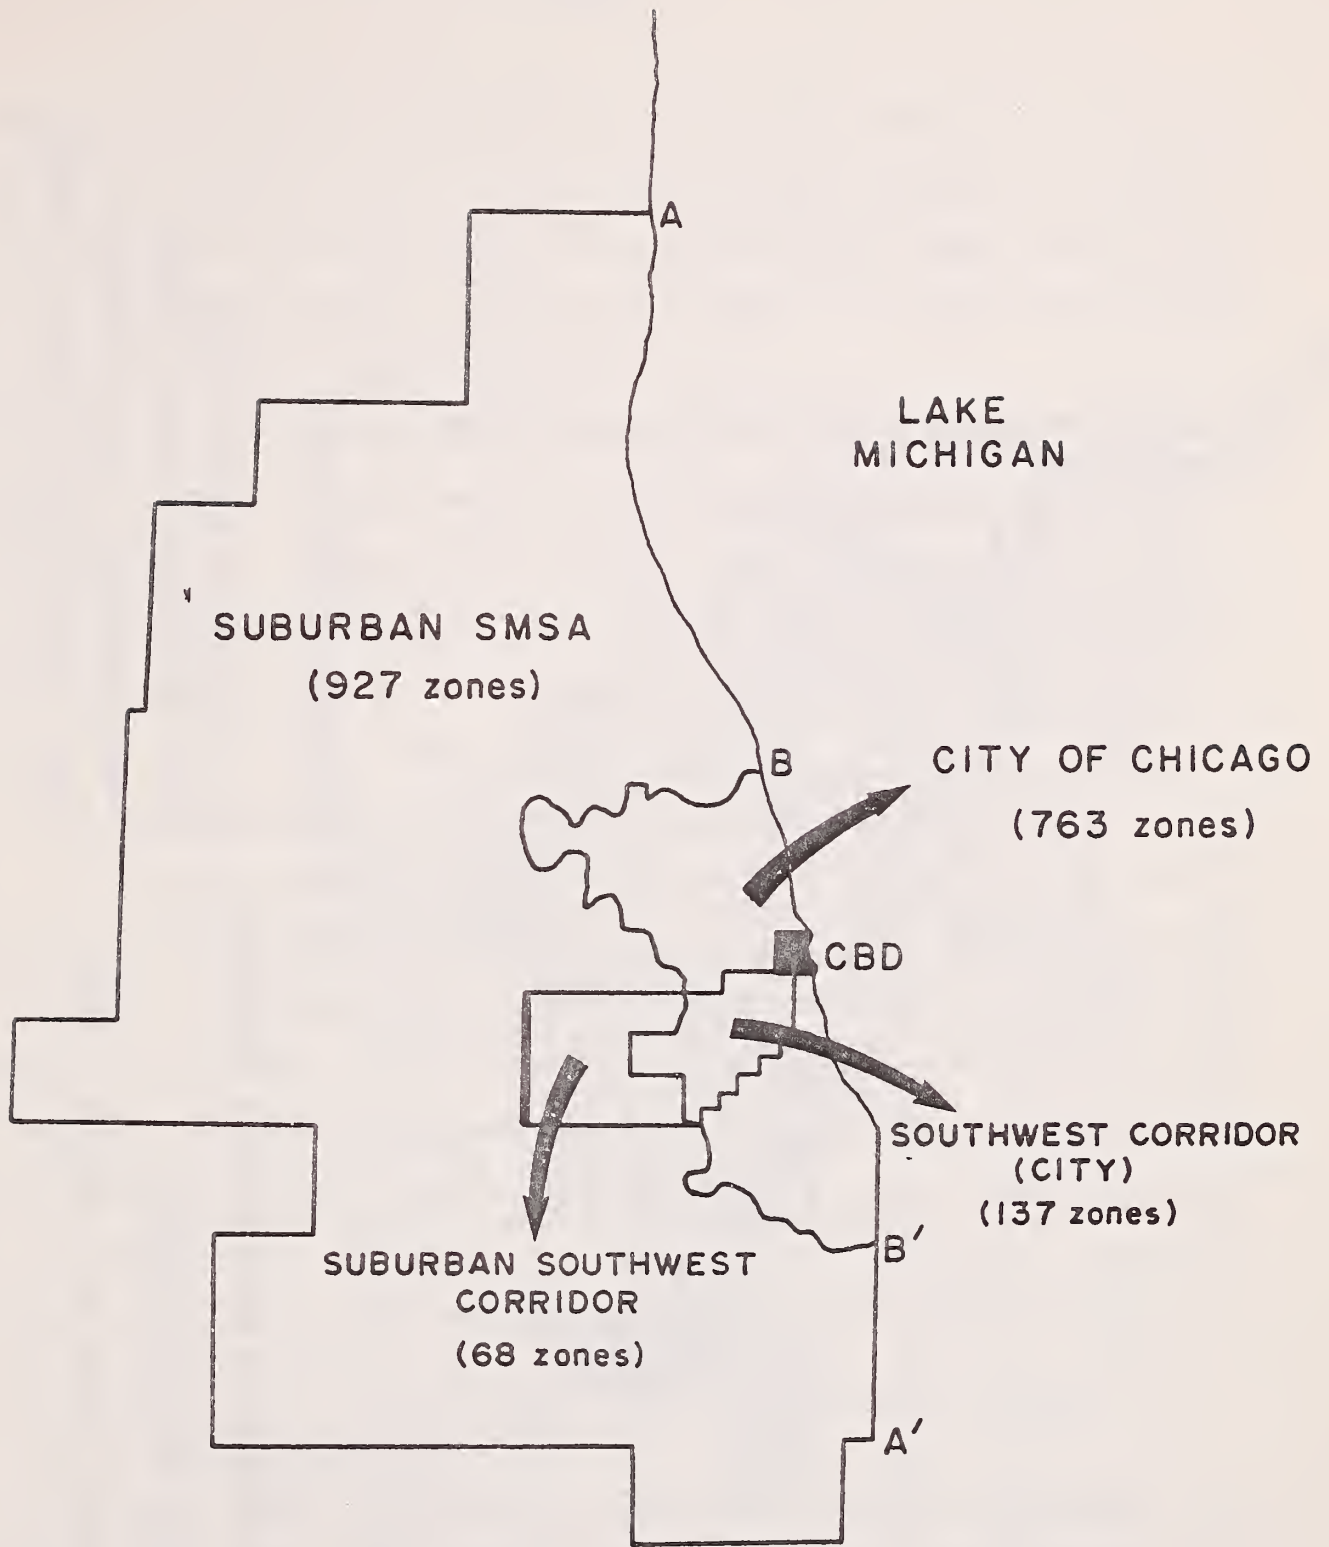 A
LAKE
MICHIGAN
SUBURBAN SMSA
(927 zones)
B
CITY OF CHICAGO
(763 zones)
CBD
SOUTHWEST CORRIDOR
(CITY)
(137 zones)
B'
SUBURBAN SOUTHWEST
CORRIDOR
(68 zones)
A'